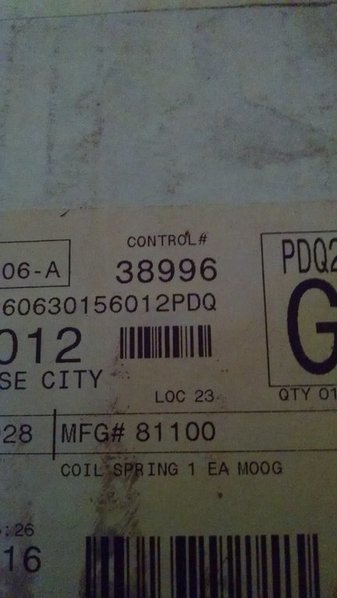 CONTROL#
06-A
38996
PDQ2
60630156012PDQ
G
012
SE CITY
LOC 23
QTY 01
28
MFG# 81100
COIL SPRING 1 EA MOOG
:26
16